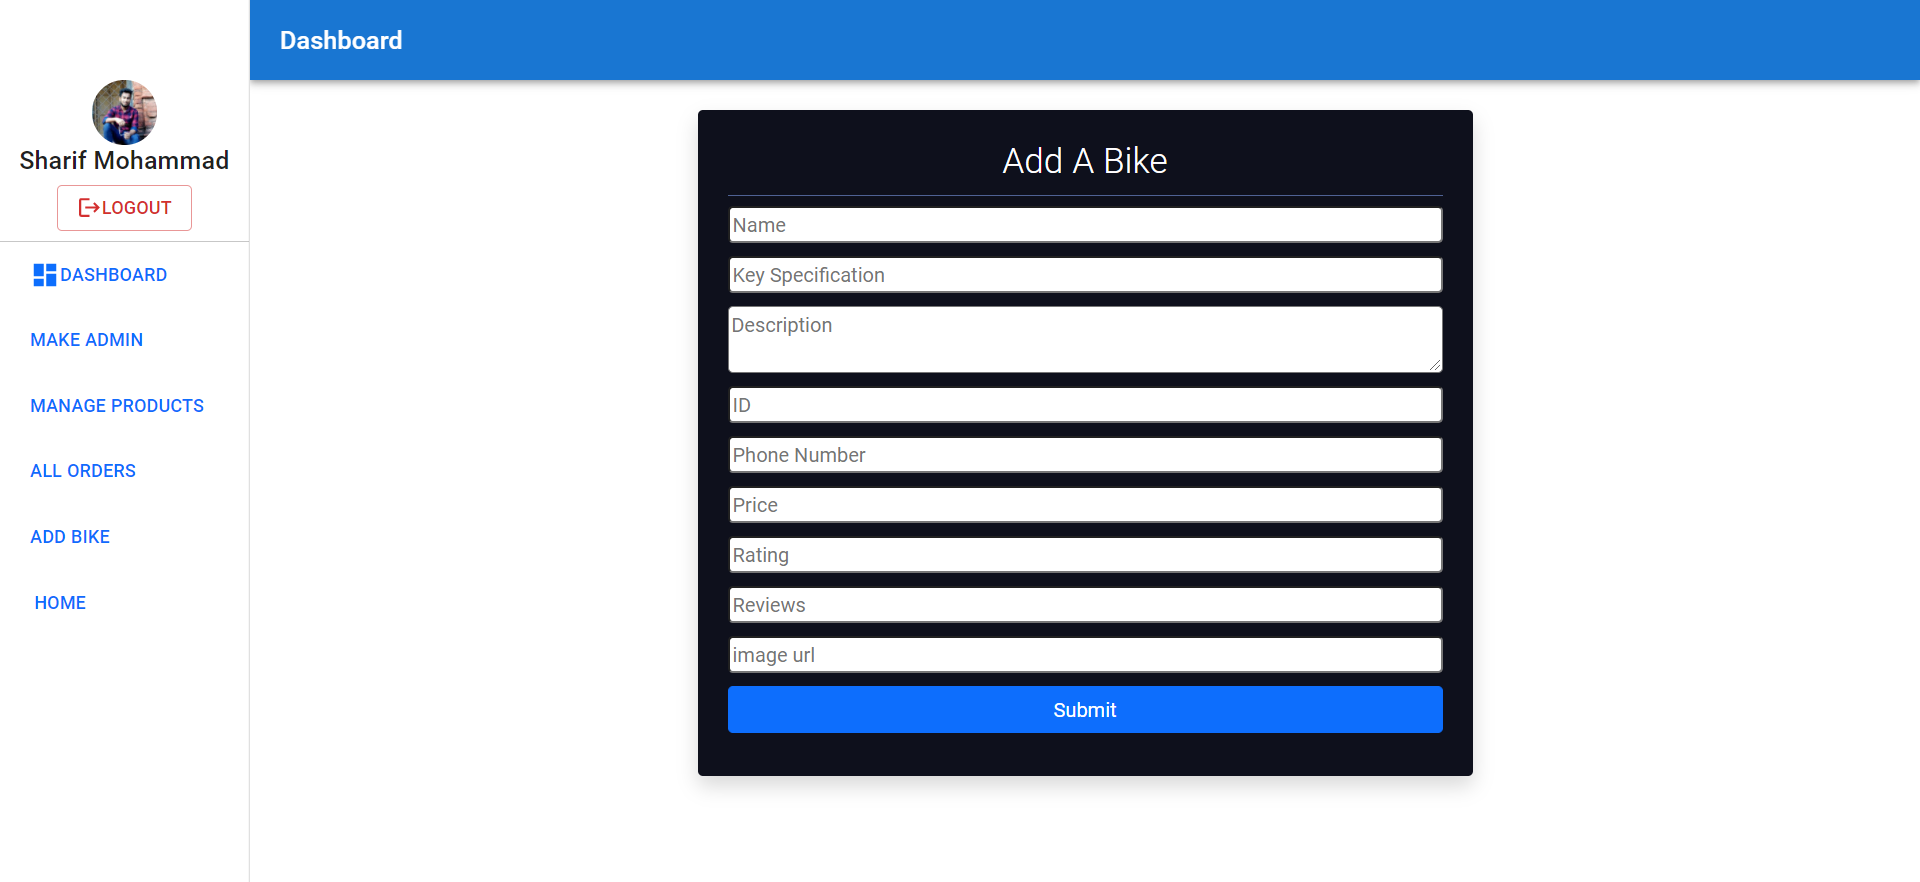 Dashboard
Sharif Mohammad
LOGOUT
DASHBOARD
MAKE ADMIN
MANAGE PRODUCTS
ALL ORDERS
ADD BIKE
HOME
Add A Bike
Name
Key Specification
Description
ID
Phone Number
Price
Rating
Reviews
image url
Submit